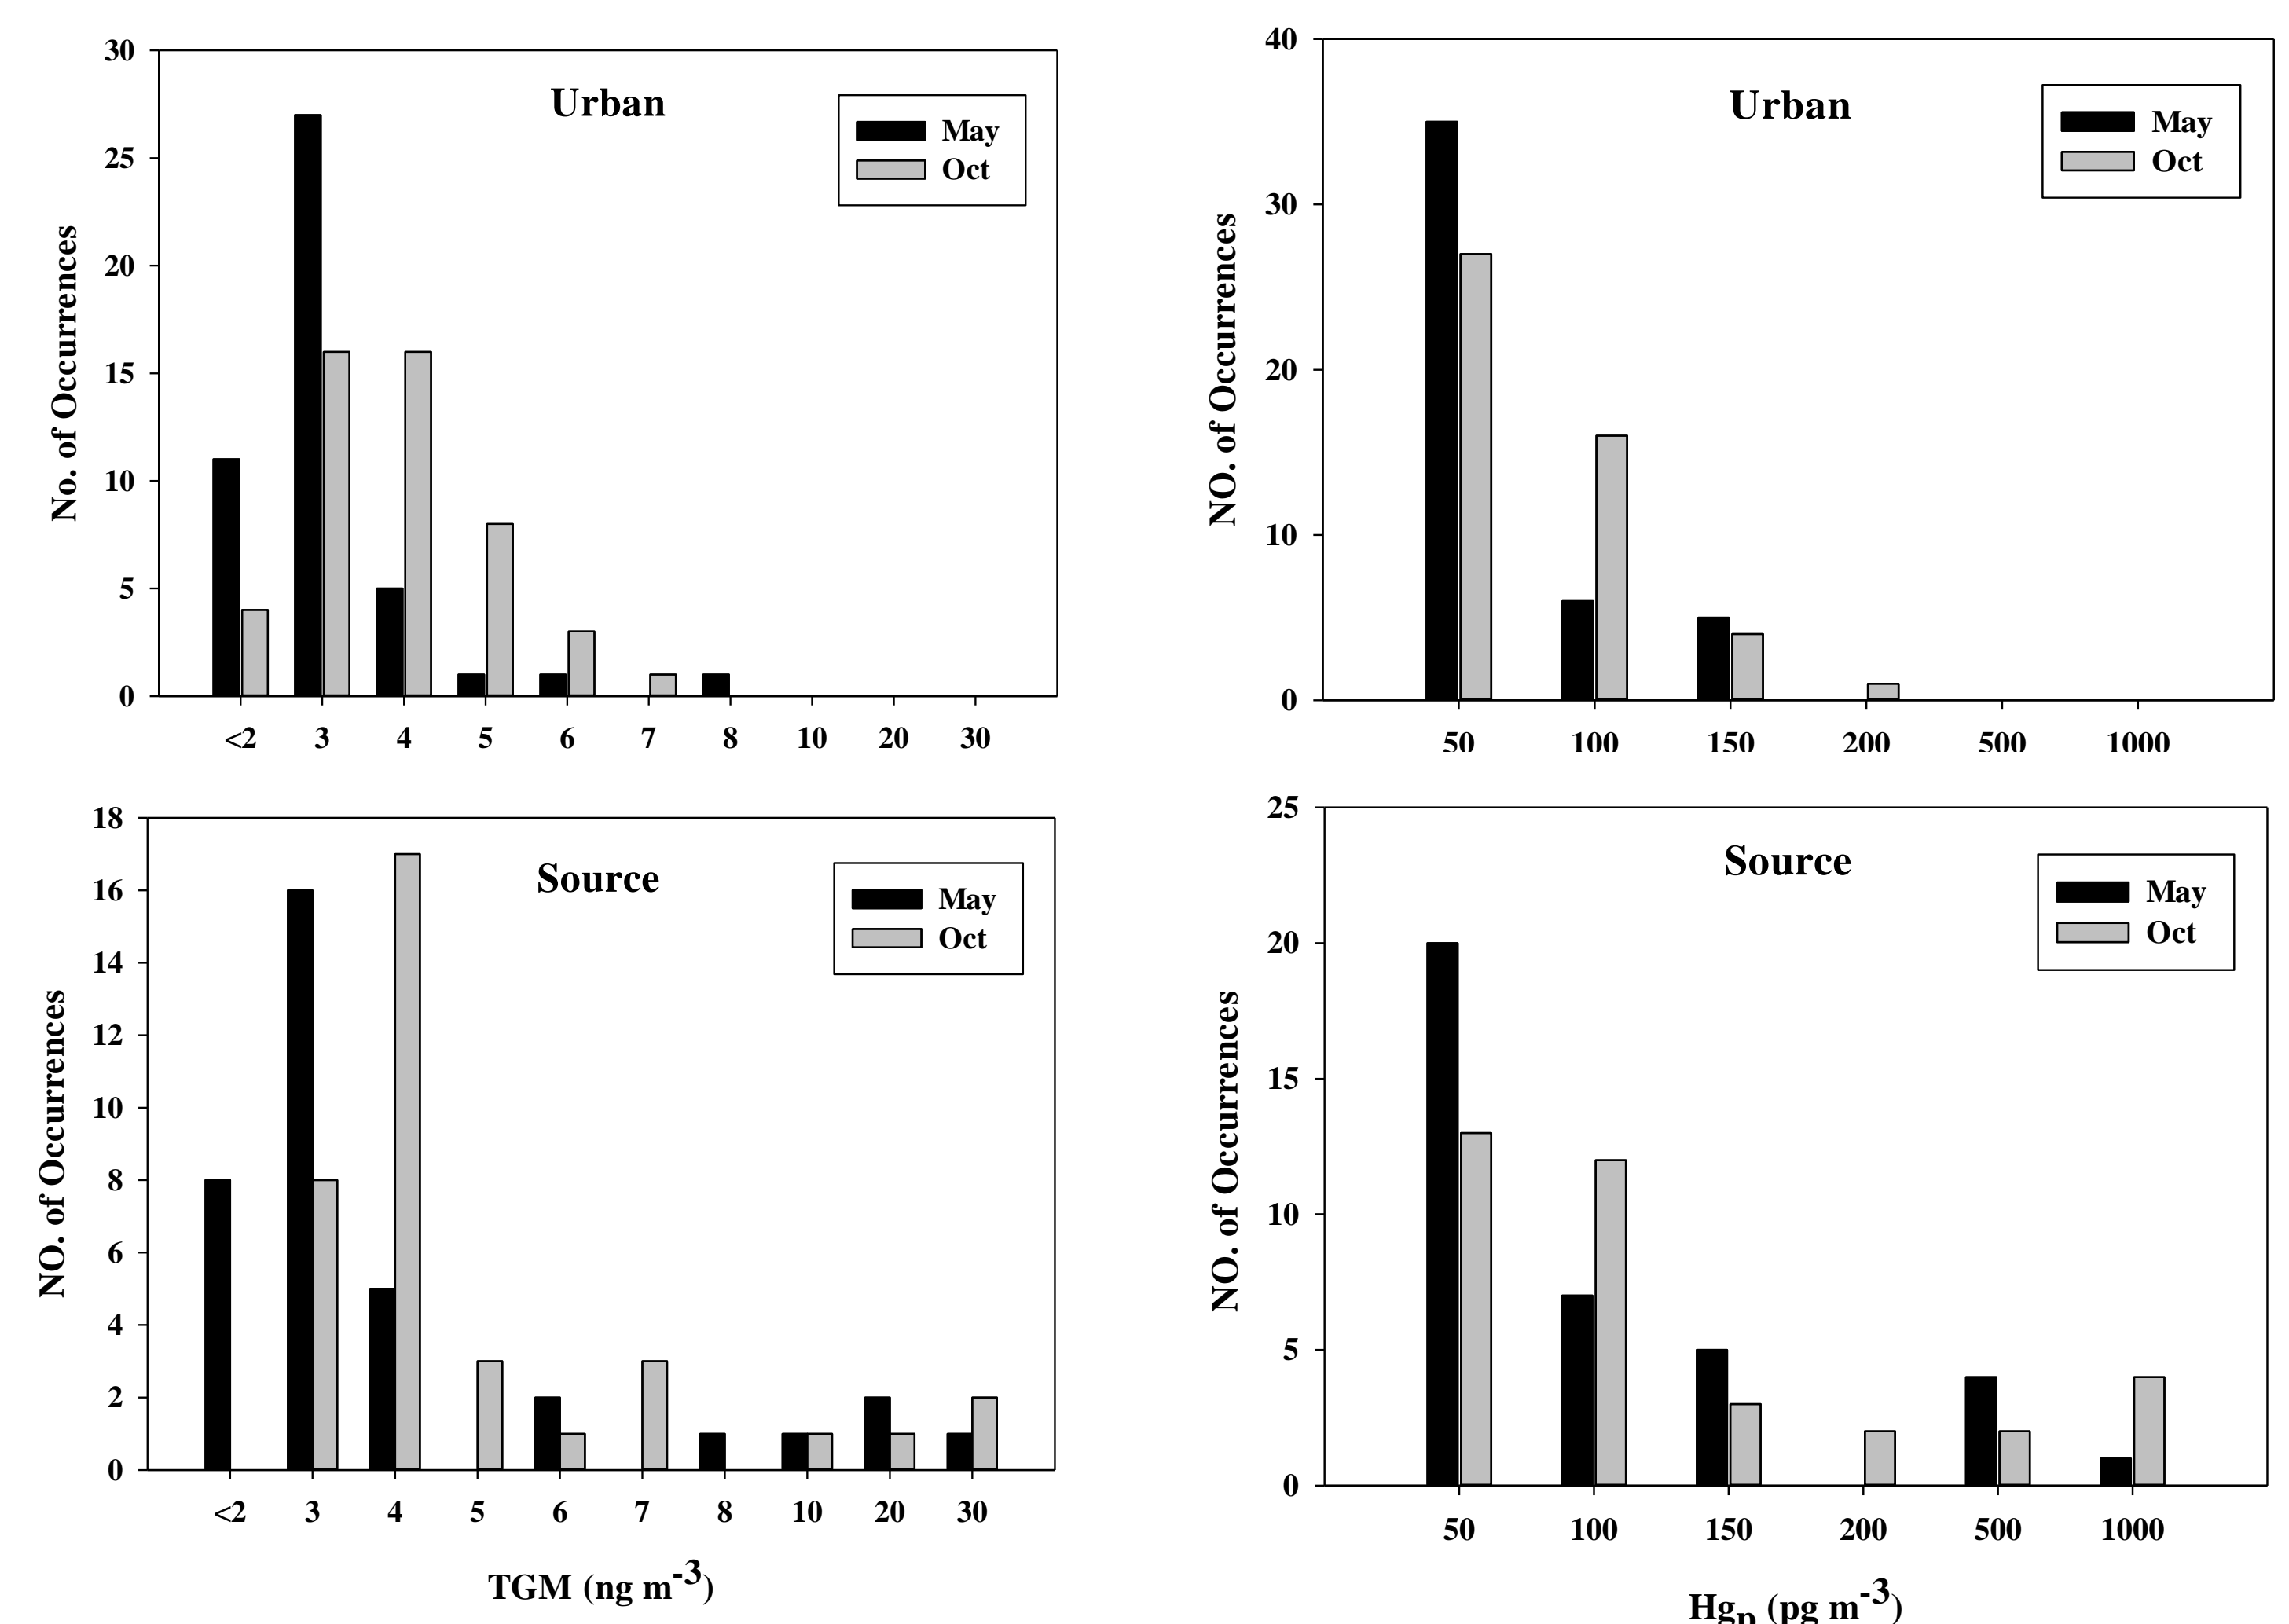 Urban
May
Oct
No. of Occurrences
30
25
20
15
10
5
0
<2 3 4 5 6 7 8 10 20 30
Urban
May
Oct
NO. of Occurrences
40
30
20
10
0
50 100 150 200 500 1000
Source
May
Oct
NO. of Occurrences
18
16
14
12
10
8
6
4
2
0
<2 3 4 5 6 7 8 10 20 30
TGM (ng m-3)
Source
May
Oct
NO. of Occurrences
25
20
15
10
5
0
50 100 150 200 500 1000
Hgp (pg m-3)